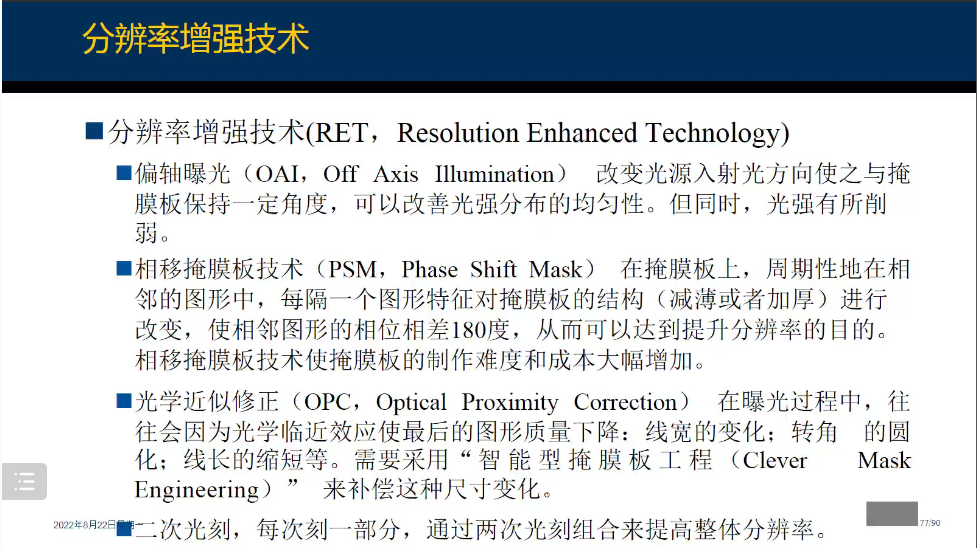 分辨率增强技术
分辨率增强技术(RET，Resolution Enhanced Technology)
偏轴曝光（OAI，Off Axis Illumination） 改变光源入射光方向使之与掩
膜板保持一定角度，可以改善光强分布的均匀性。但同时，光强有所削
弱。
相移掩膜板技术（PSM，Phase Shift Mask） 在掩膜板上，周期性地在相
邻的图形中，每隔一个图形特征对掩膜板的结构（减薄或者加厚）进行
改变，使相邻图形的相位相差180度，从而可以达到提升分辨率的目的。
相移掩膜板技术使掩膜板的制作难度和成本大幅增加。
光学近似修正（OPC，Optical Proximity Correction） 在曝光过程中，往
往会因为光学临近效应使最后的图形质量下降：线宽的变化；转角 的圆
化；线长的缩短等。需要采用“智能型掩膜板工程（Clever Mask
Engineering）” 来补偿这种尺寸变化。
二次光刻，每次刻一部分，通过两次光刻组合来提高整体分辨率。
2022年8月22日 一
77/90